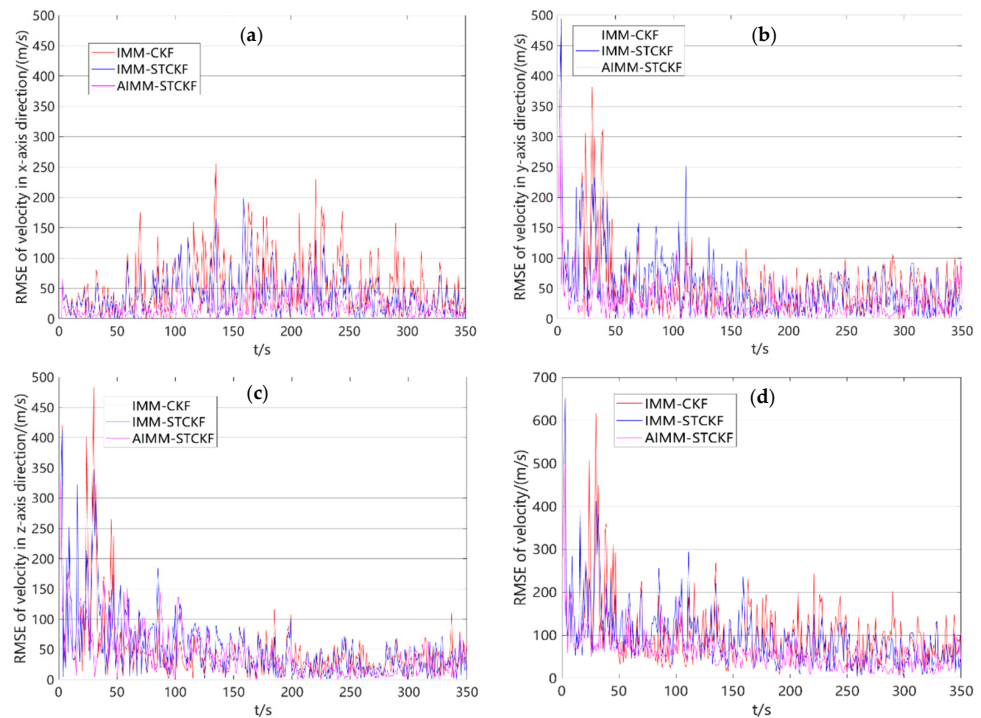 (a)
RMSE of velocity in x-axis direction/(m/s)
500
450
400
350
300
250
200
150
100
50
0
IMM-CKF
IMM-STCKF
AIMM-STCKF
0 50 100 150 200 250 300 350
t/s
(b)
RMSE of velocity in y-axis direction/(m/s)
500
450
400
350
300
250
200
150
100
50
0
IMM-CKF
IMM-STCKF
AIMM-STCKF
0 50 100 150 200 250 300 350
t/s
(c)
RMSE of velocity in z-axis direction/(m/s)
500
450
400
350
300
250
200
150
100
50
0
IMM-CKF
IMM-STCKF
AIMM-STCKF
0 50 100 150 200 250 300 350
t/s
(d)
RMSE of velocity/(m/s)
700
600
500
400
300
200
100
0
IMM-CKF
IMM-STCKF
AIMM-STCKF
0 50 100 150 200 250 300 350
t/s